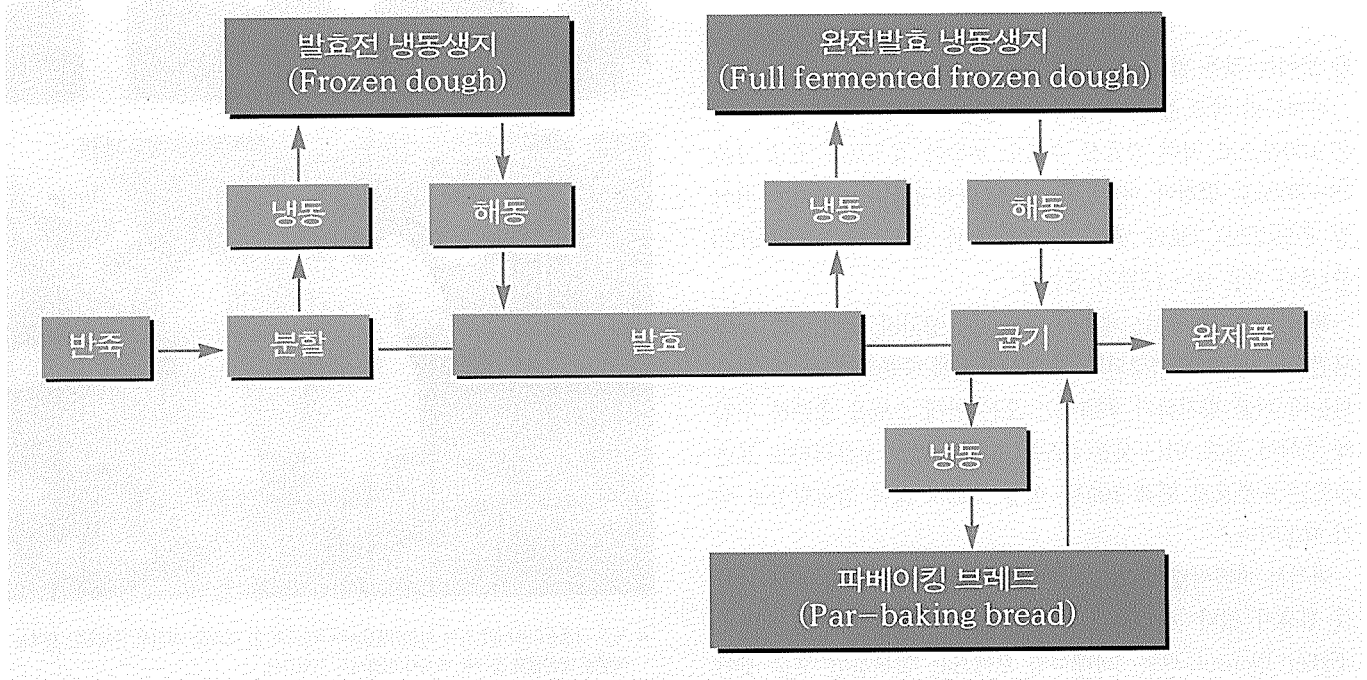 발효전 냉동생지
(Frozen dough)
완전발효 냉동생지
(Full fermented frozen dough)
냉동
해동
냉동
해동
반죽
분할
발효
굽기
완제품
냉동
파베이킹 브레드
(Par-baking bread)